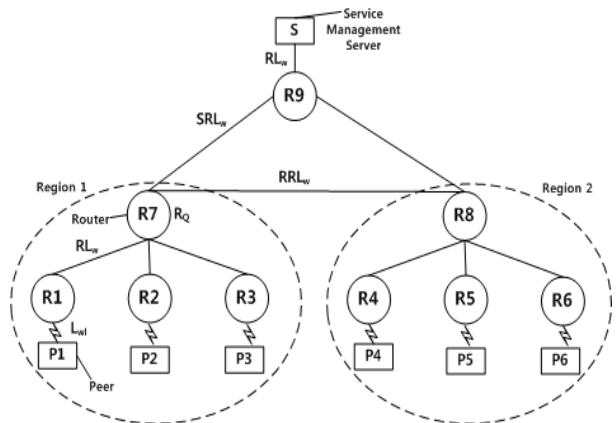 Service
Management
Server
S
RLw
R9
SRLw
RRLw
Region 1
Region 2
R7
RQ
R8
Router
RLw
R1
R2
R3
R4
R5
R6
Lwl
P1
P2
P3
P4
P5
P6
Peer